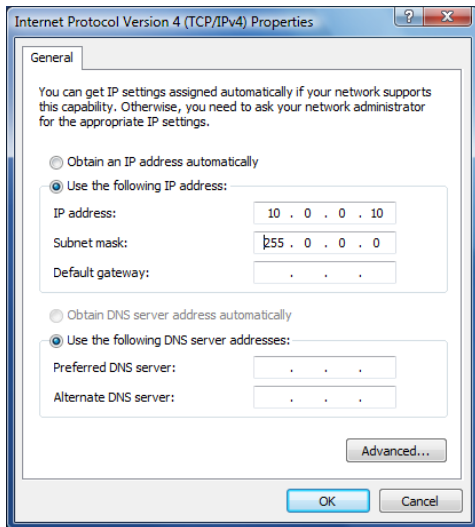 Internet Protocol Version 4 (TCP/IPv4) Properties
General
You can get IP settings assigned automatically if your network supports
this capability. Otherwise, you need to ask your network administrator
for the appropriate IP settings.
Obtain an IP address automatically
Use the following IP address:
IP address: 10 . 0 . 0 . 10
Subnet mask: 255 . 0 . 0 . 0
Default gateway: . . .
Obtain DNS server address automatically
Use the following DNS server addresses:
Preferred DNS server: . . .
Alternate DNS server: . . .
Advanced...
OK Cancel